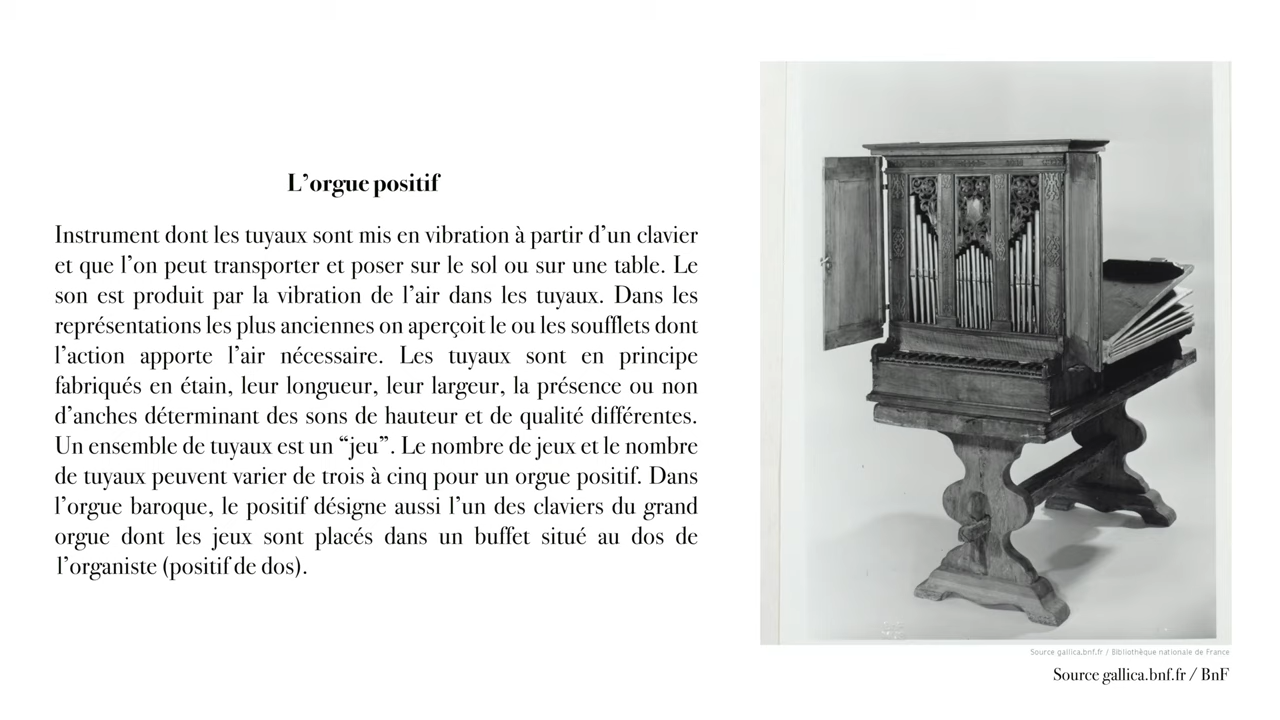 L’orgue positif
Instrument dont les tuyaux sont mis en vibration à partir d’un clavier
et que l’on peut transporter et poser sur le sol ou sur une table. Le
son est produit par la vibration de l’air dans les tuyaux. Dans les
représentations les plus anciennes on aperçoit le ou les soufflets dont
l’action apporte l’air nécessaire. Les tuyaux sont en principe
fabriqués en étain, leur longueur, leur largeur, la présence ou non
d’anches déterminant des sons de hauteur et de qualité différentes.
Un ensemble de tuyaux est un “jeu”. Le nombre de jeux et le nombre
de tuyaux peuvent varier de trois à cinq pour un orgue positif. Dans
l’orgue baroque, le positif désigne aussi l’un des claviers du grand
orgue dont les jeux sont placés dans un buffet situé au dos de
l’organiste (positif de dos).
Source gallica.bnf.fr / Bibliothèque nationale de France
Source gallica.bnf.fr / BnF